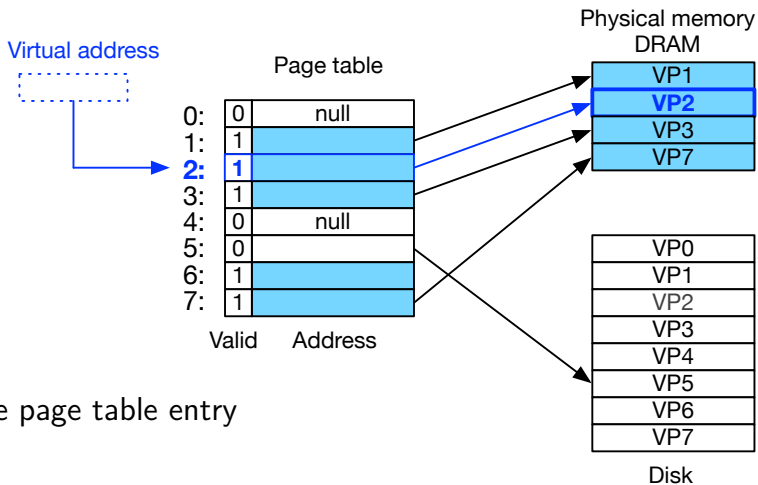 Physical memory
DRAM
Virtual address
Page table
VP1
VP2
VP3
VP7
0: 0 null
1: 1
2: 1
3: 1
4: 0 null
5: 0
6: 1
7: 1
Valid Address
VP0
VP1
VP2
VP3
VP4
VP5
VP6
VP7
Disk
e page table entry